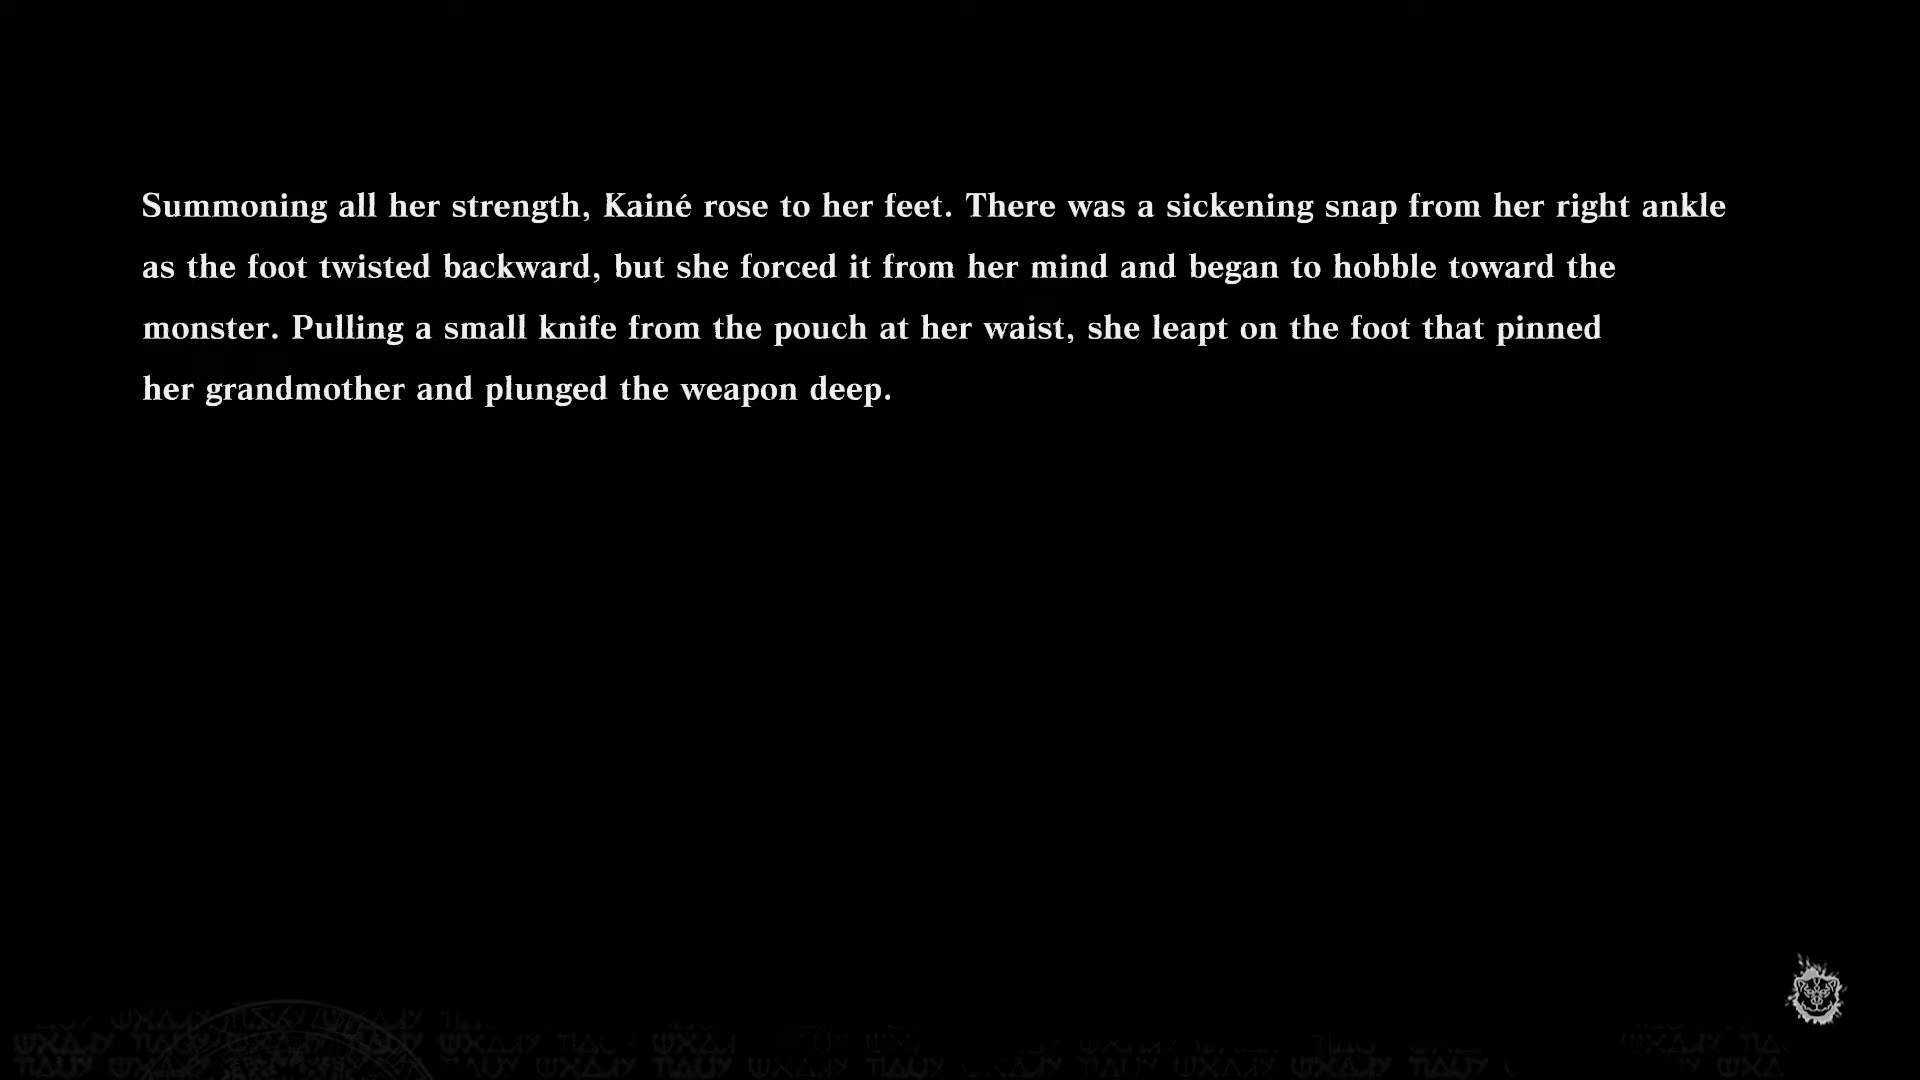 Summoning all her strength, Kainé rose to her feet. There was a sickening snap from her right ankle
as the foot twisted backward, but she forced it from her mind and began to hobble toward the
monster. Pulling a small knife from the pouch at her waist, she leapt on the foot that pinned
her grandmother and plunged the weapon deep.